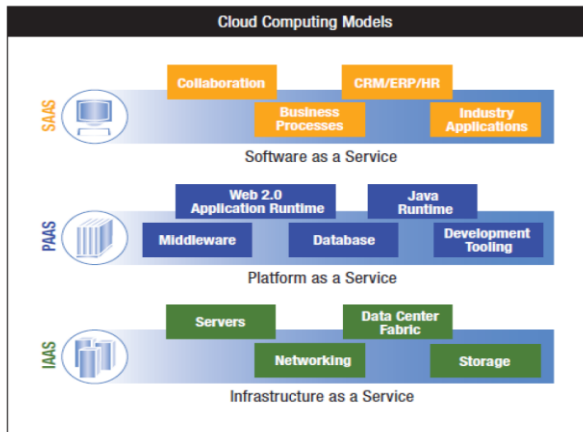 Cloud Computing Models
SAAS
Collaboration
CRM/ERP/HR
Business
Processes
Industry
Applications
Software as a Service
PAAS
Web 2.0
Application Runtime
Java
Runtime
Middleware
Database
Development
Tooling
Platform as a Service
IAAS
Servers
Data Center
Fabric
Networking
Storage
Infrastructure as a Service